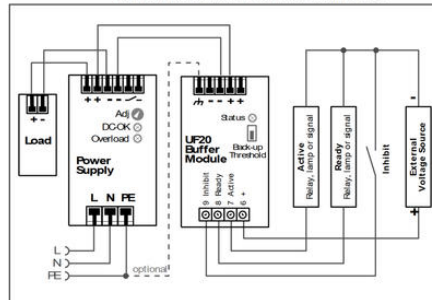 + + - - 
- - + +
Adj
DC-OK
Overload
Status
Back-up
Threshold
+ -
Load
Power
Supply
UF20
Buffer
Module
L N PE
9 Inhibit
8 Ready
7 Active
6 +
Active
Relay, lamp or signal
Ready
Relay, lamp or signal
Inhibit
-
External
Voltage Source
+
L
N
PE
optional